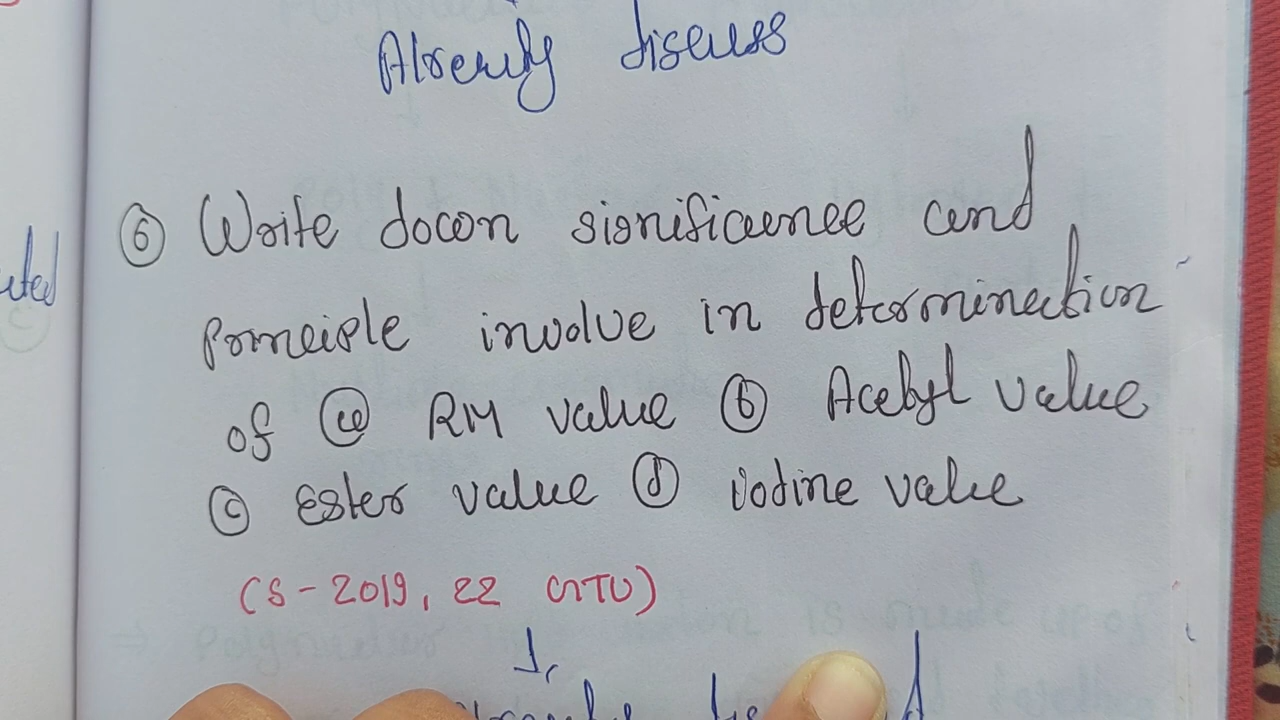 Already discuss
⑥ Write down significance and
principle involve in determination
of ⓐ RM value ⓑ Acetyl value
ⓒ Ester value ⓓ iodine value
(S-2019, 22 GTU)